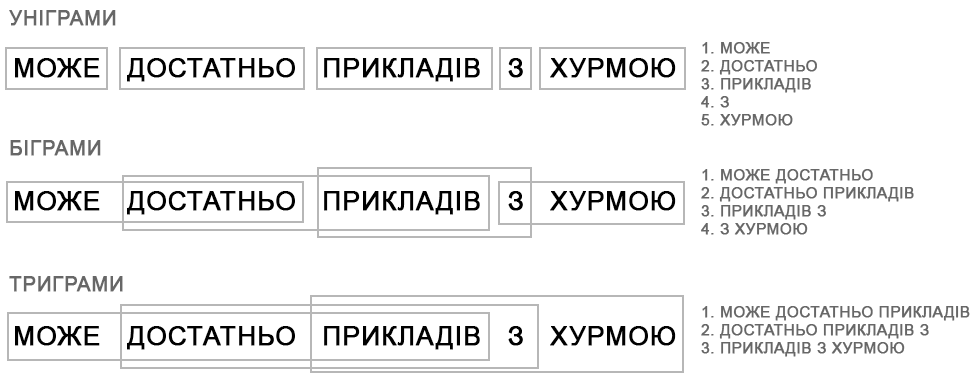 УНІГРАМИ
МОЖЕ ДОСТАТНЬО ПРИКЛАДІВ З ХУРМОЮ
1. МОЖЕ
2. ДОСТАТНЬО
3. ПРИКЛАДІВ
4. З
5. ХУРМОЮ
БІГРАМИ
МОЖЕ ДОСТАТНЬО ПРИКЛАДІВ З ХУРМОЮ
1. МОЖЕ ДОСТАТНЬО
2. ДОСТАТНЬО ПРИКЛАДІВ
3. ПРИКЛАДІВ З
4. З ХУРМОЮ
ТРИГРАМИ
МОЖЕ ДОСТАТНЬО ПРИКЛАДІВ З ХУРМОЮ
1. МОЖЕ ДОСТАТНЬО ПРИКЛАДІВ
2. ДОСТАТНЬО ПРИКЛАДІВ З
3. ПРИКЛАДІВ З ХУРМОЮ